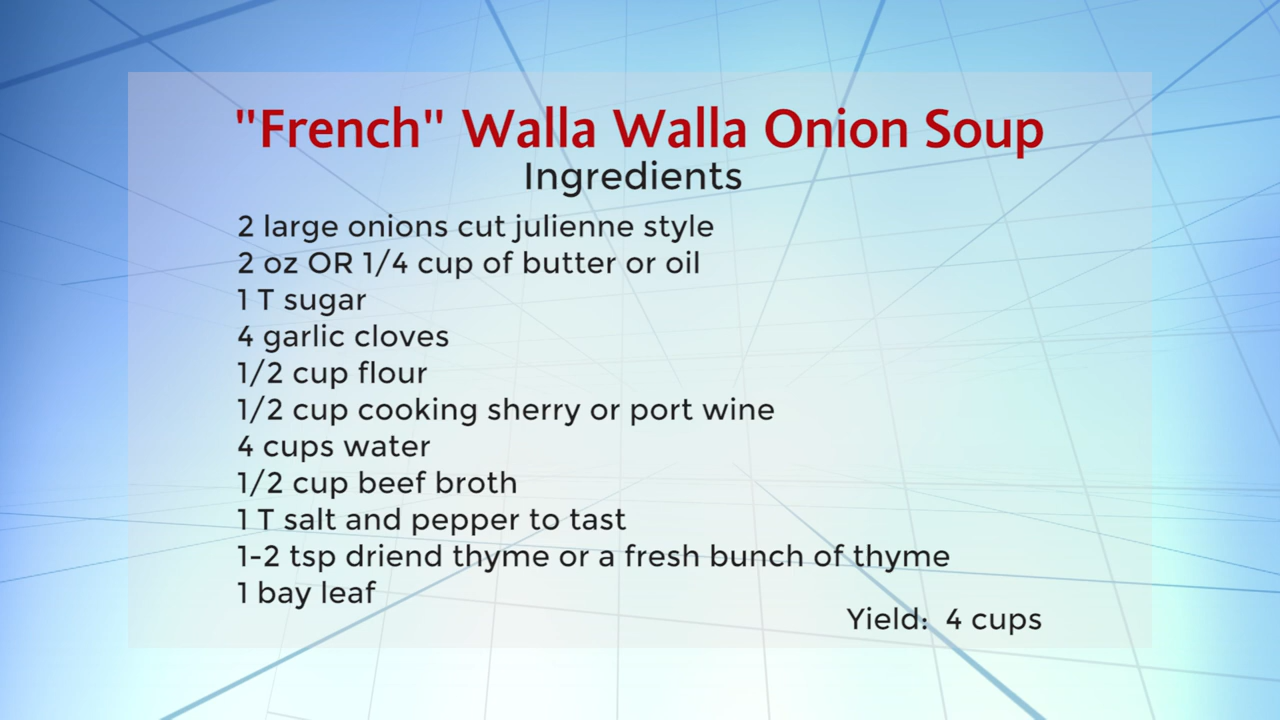 "French" Walla Walla Onion Soup
Ingredients
2 large onions cut julienne style
2 oz OR 1/4 cup of butter or oil
1 T sugar
4 garlic cloves
1/2 cup flour
1/2 cup cooking sherry or port wine
4 cups water
1/2 cup beef broth
1 T salt and pepper to tast
1-2 tsp driend thyme or a fresh bunch of thyme
1 bay leaf
Yield: 4 cups